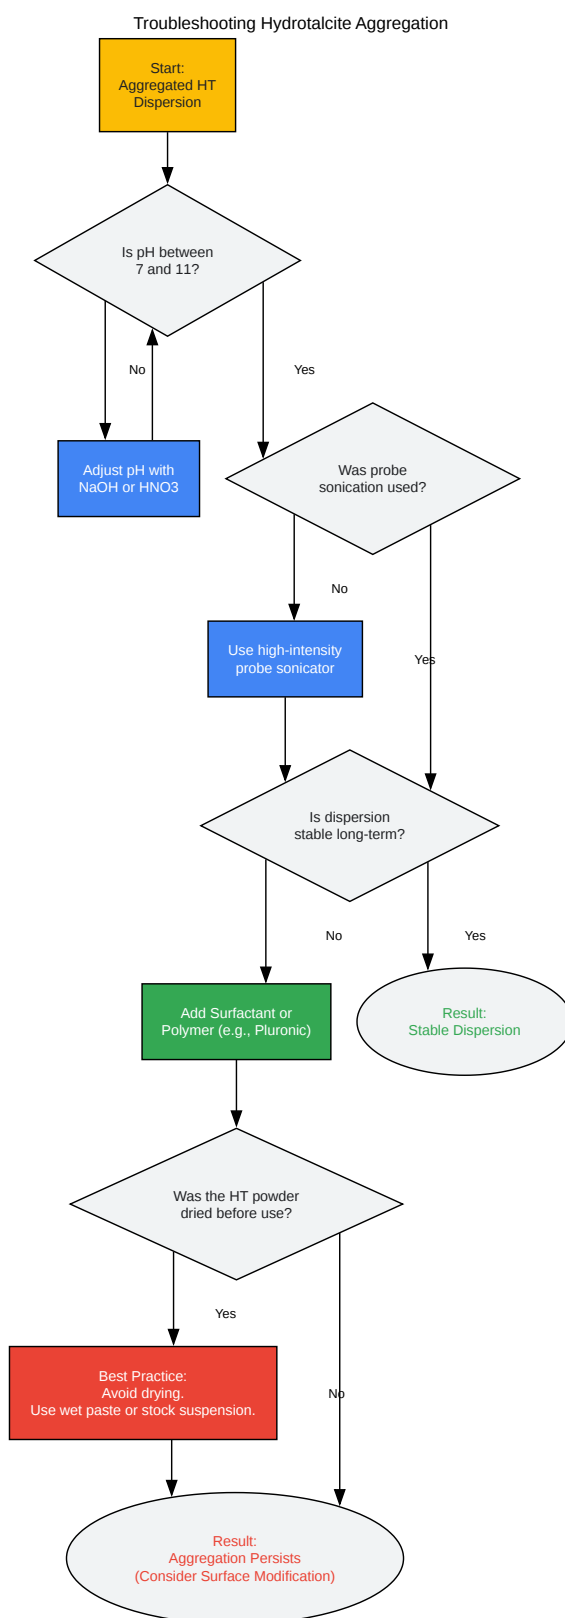 Troubleshooting Hydrotalcite Aggregation
Start:
Aggregated HT
Dispersion
Is pH between
7 and 11?
No
Yes
Adjust pH with
NaOH or HNO3
Was probe
sonication used?
No
Use high-intensity
probe sonicator
Yes
Is dispersion
stable long-term?
No
Yes
Add Surfactant or
Polymer (e.g., Pluronic)
Result:
Stable Dispersion
Was the HT powder
dried before use?
Yes
Best Practice:
Avoid drying.
Use wet paste or stock suspension.
No
Result:
Aggregation Persists
(Consider Surface Modification)